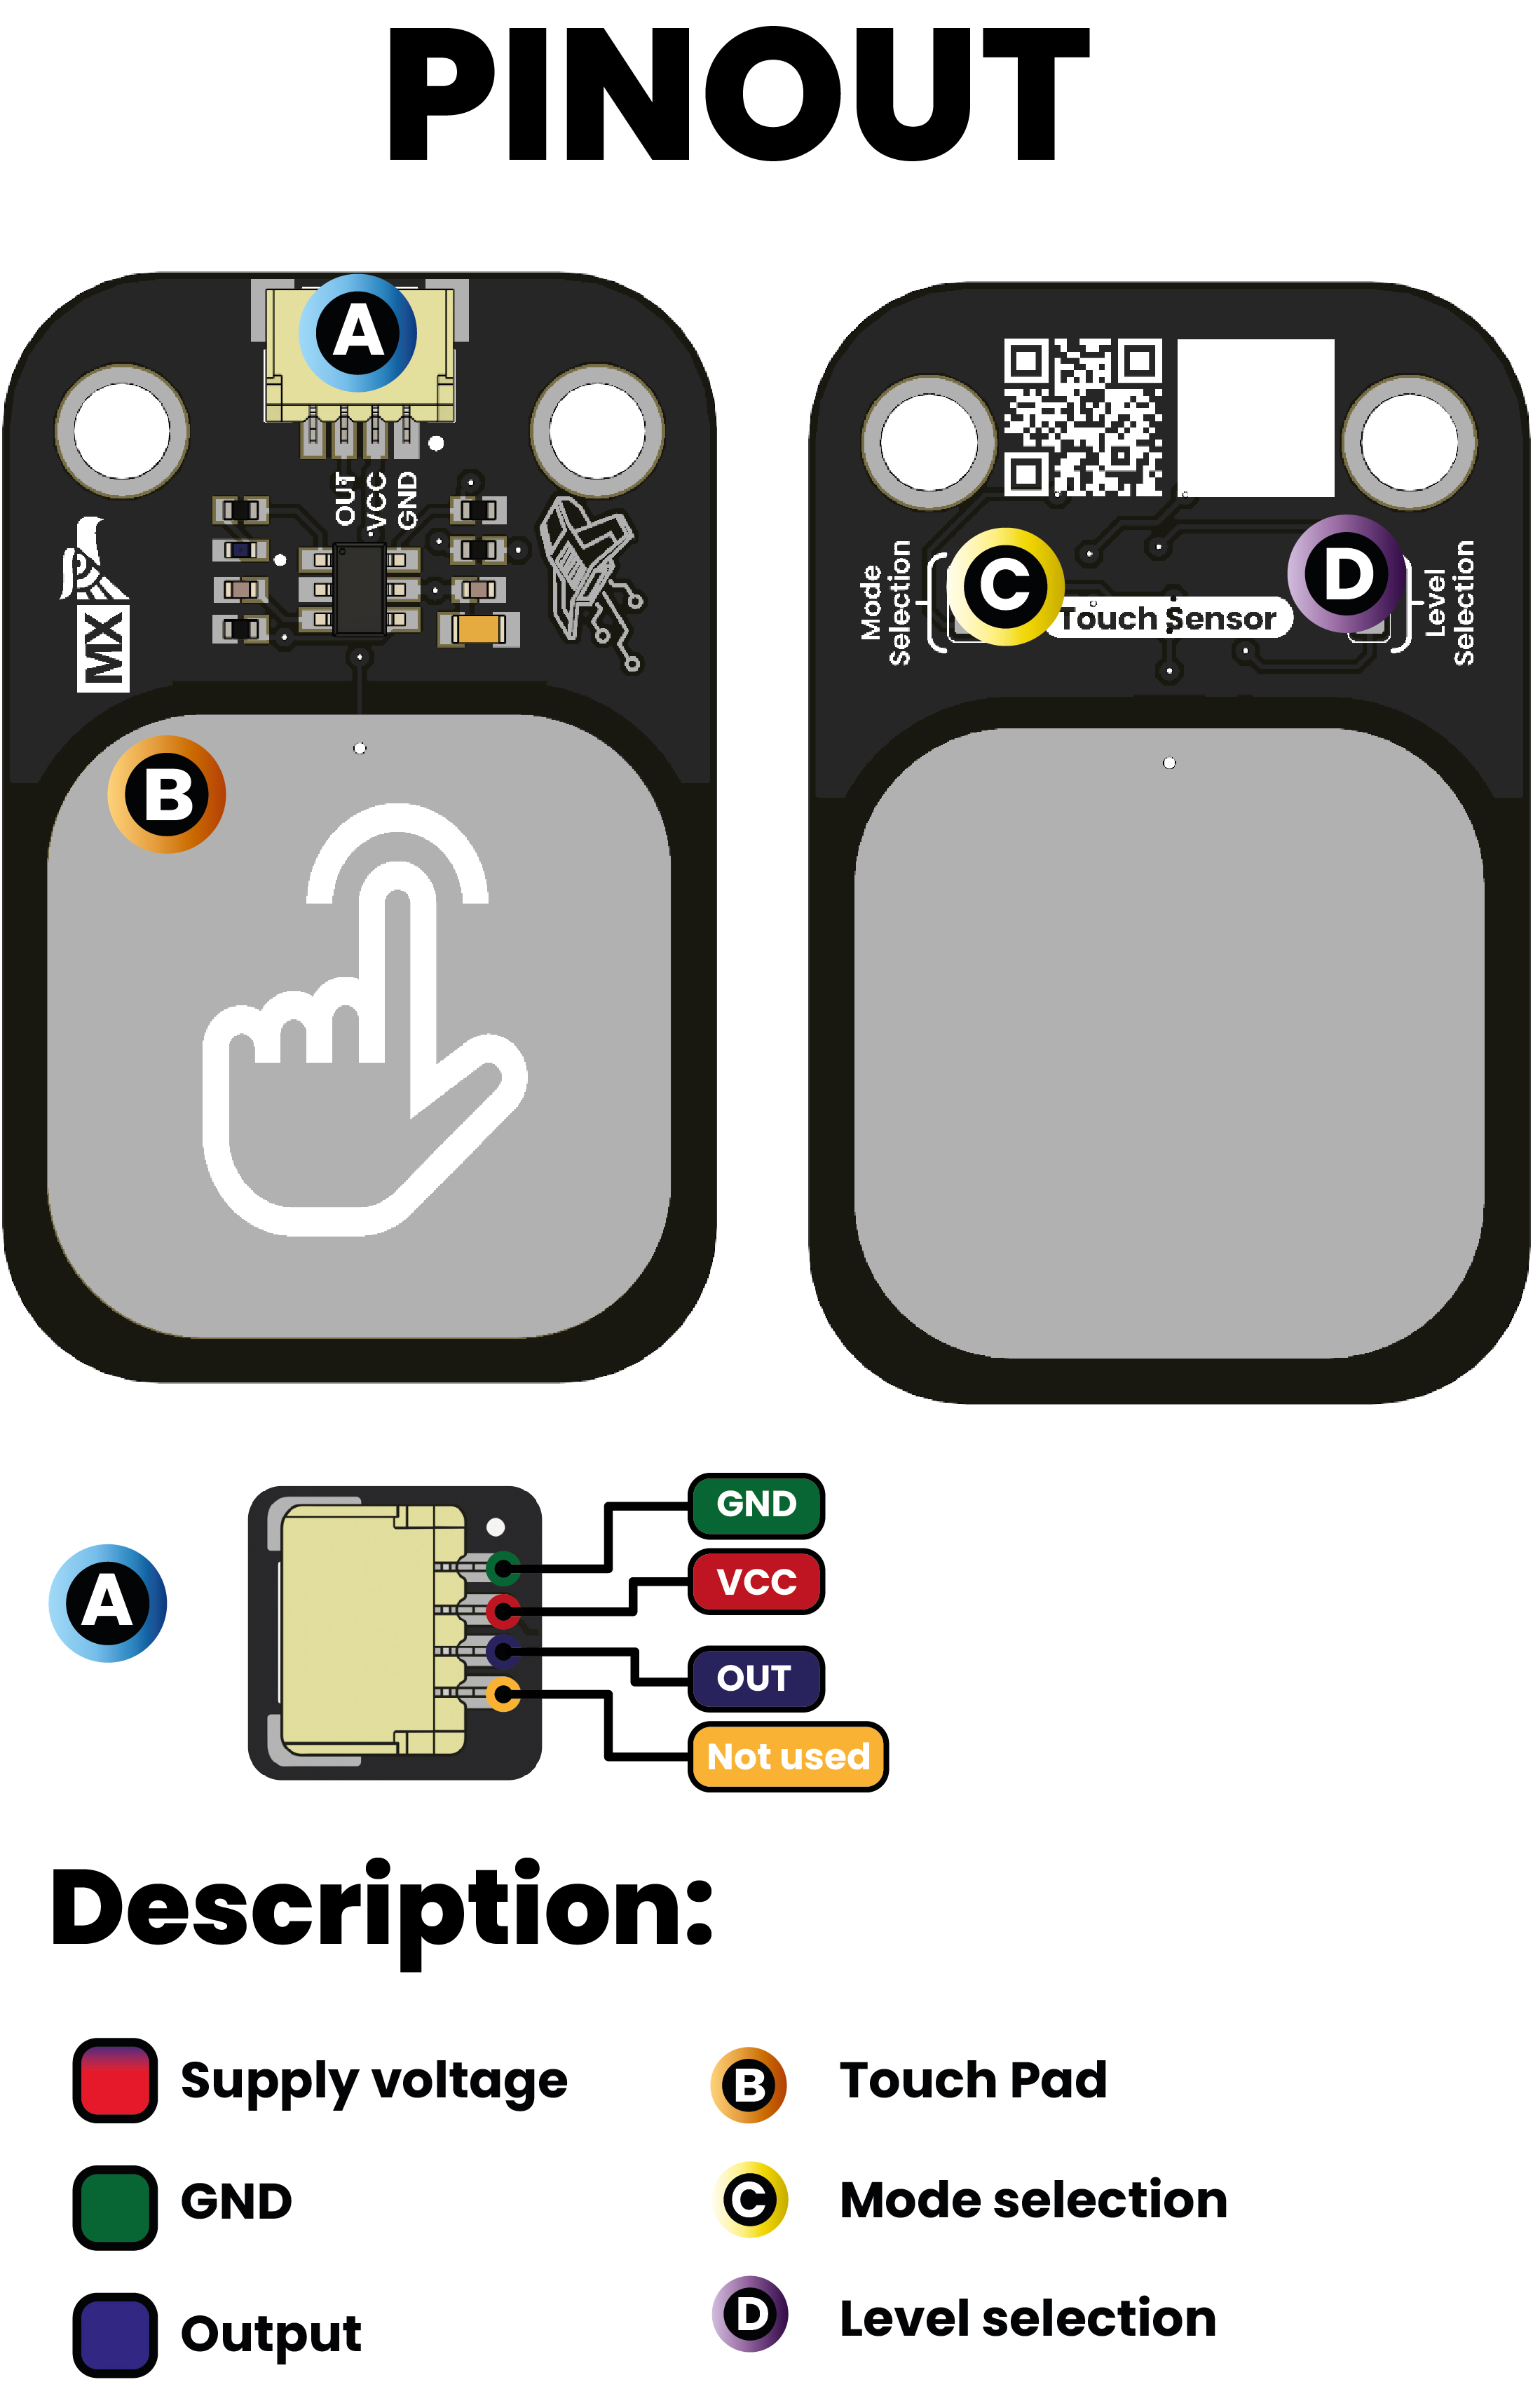 PINOUT
A
OUT
VCC
GND
MX
B
Mode
Selection
C
Touch Sensor
D
Level
Selection
A
GND
VCC
OUT
Not used
Description:
Supply voltage
GND
Output
B Touch Pad
C Mode selection
D Level selection